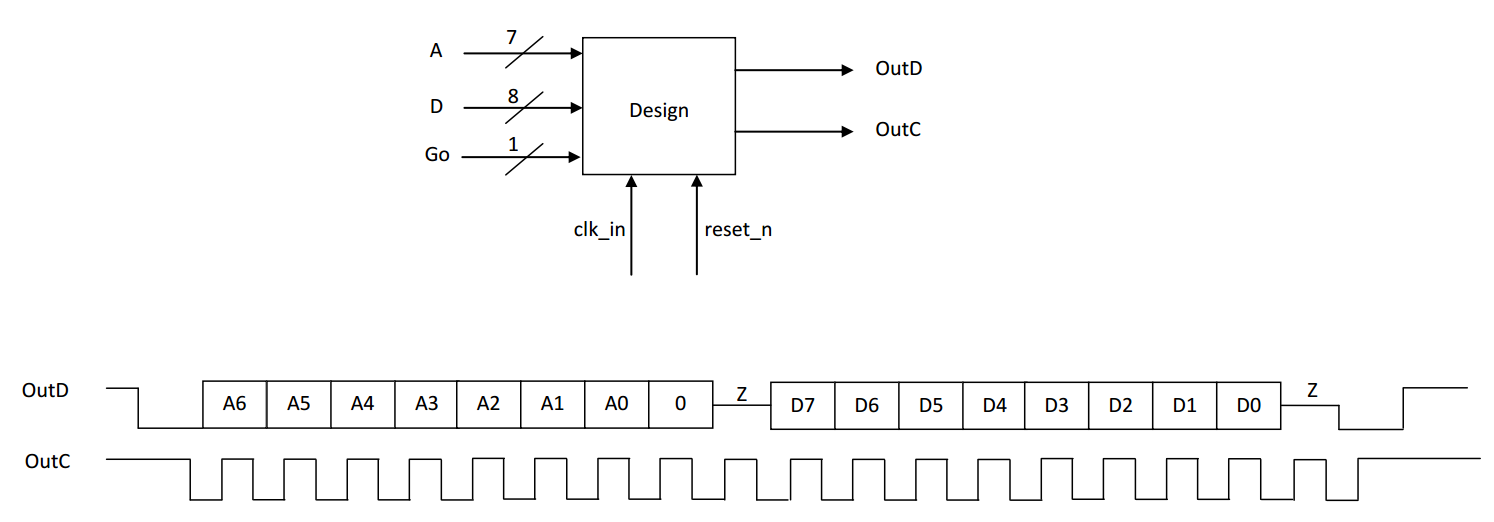 A 7
D 8
Go 1
Design
OutD
OutC
clk_in reset_n
OutD A6 A5 A4 A3 A2 A1 A0 0 Z D7 D6 D5 D4 D3 D2 D1 D0 Z
OutC